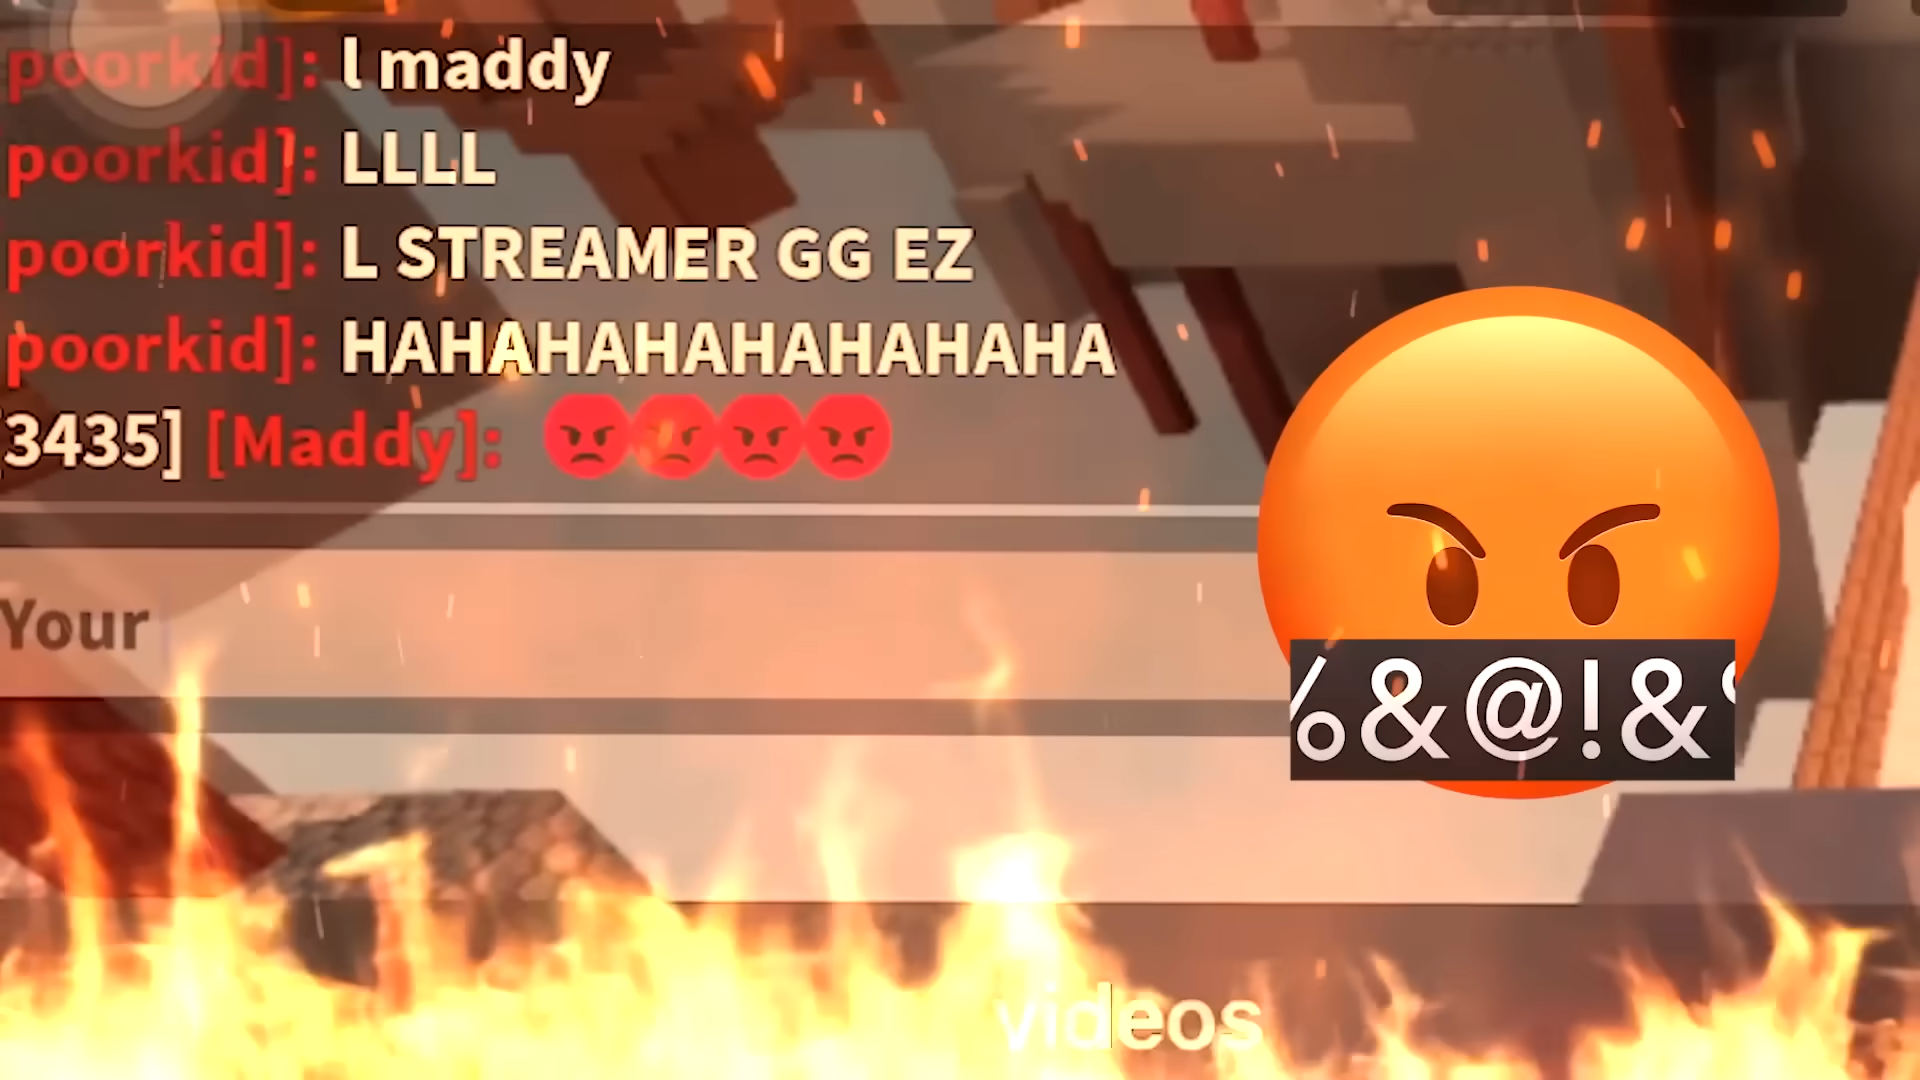 poorkid]: l maddy
poorkid]: LLLL
poorkid]: L STREAMER GG EZ
poorkid]: HAHAHAHAHAHAHAHA
[3435] [Maddy]: 😡😡😡😡
Your
%&@!&%
videos